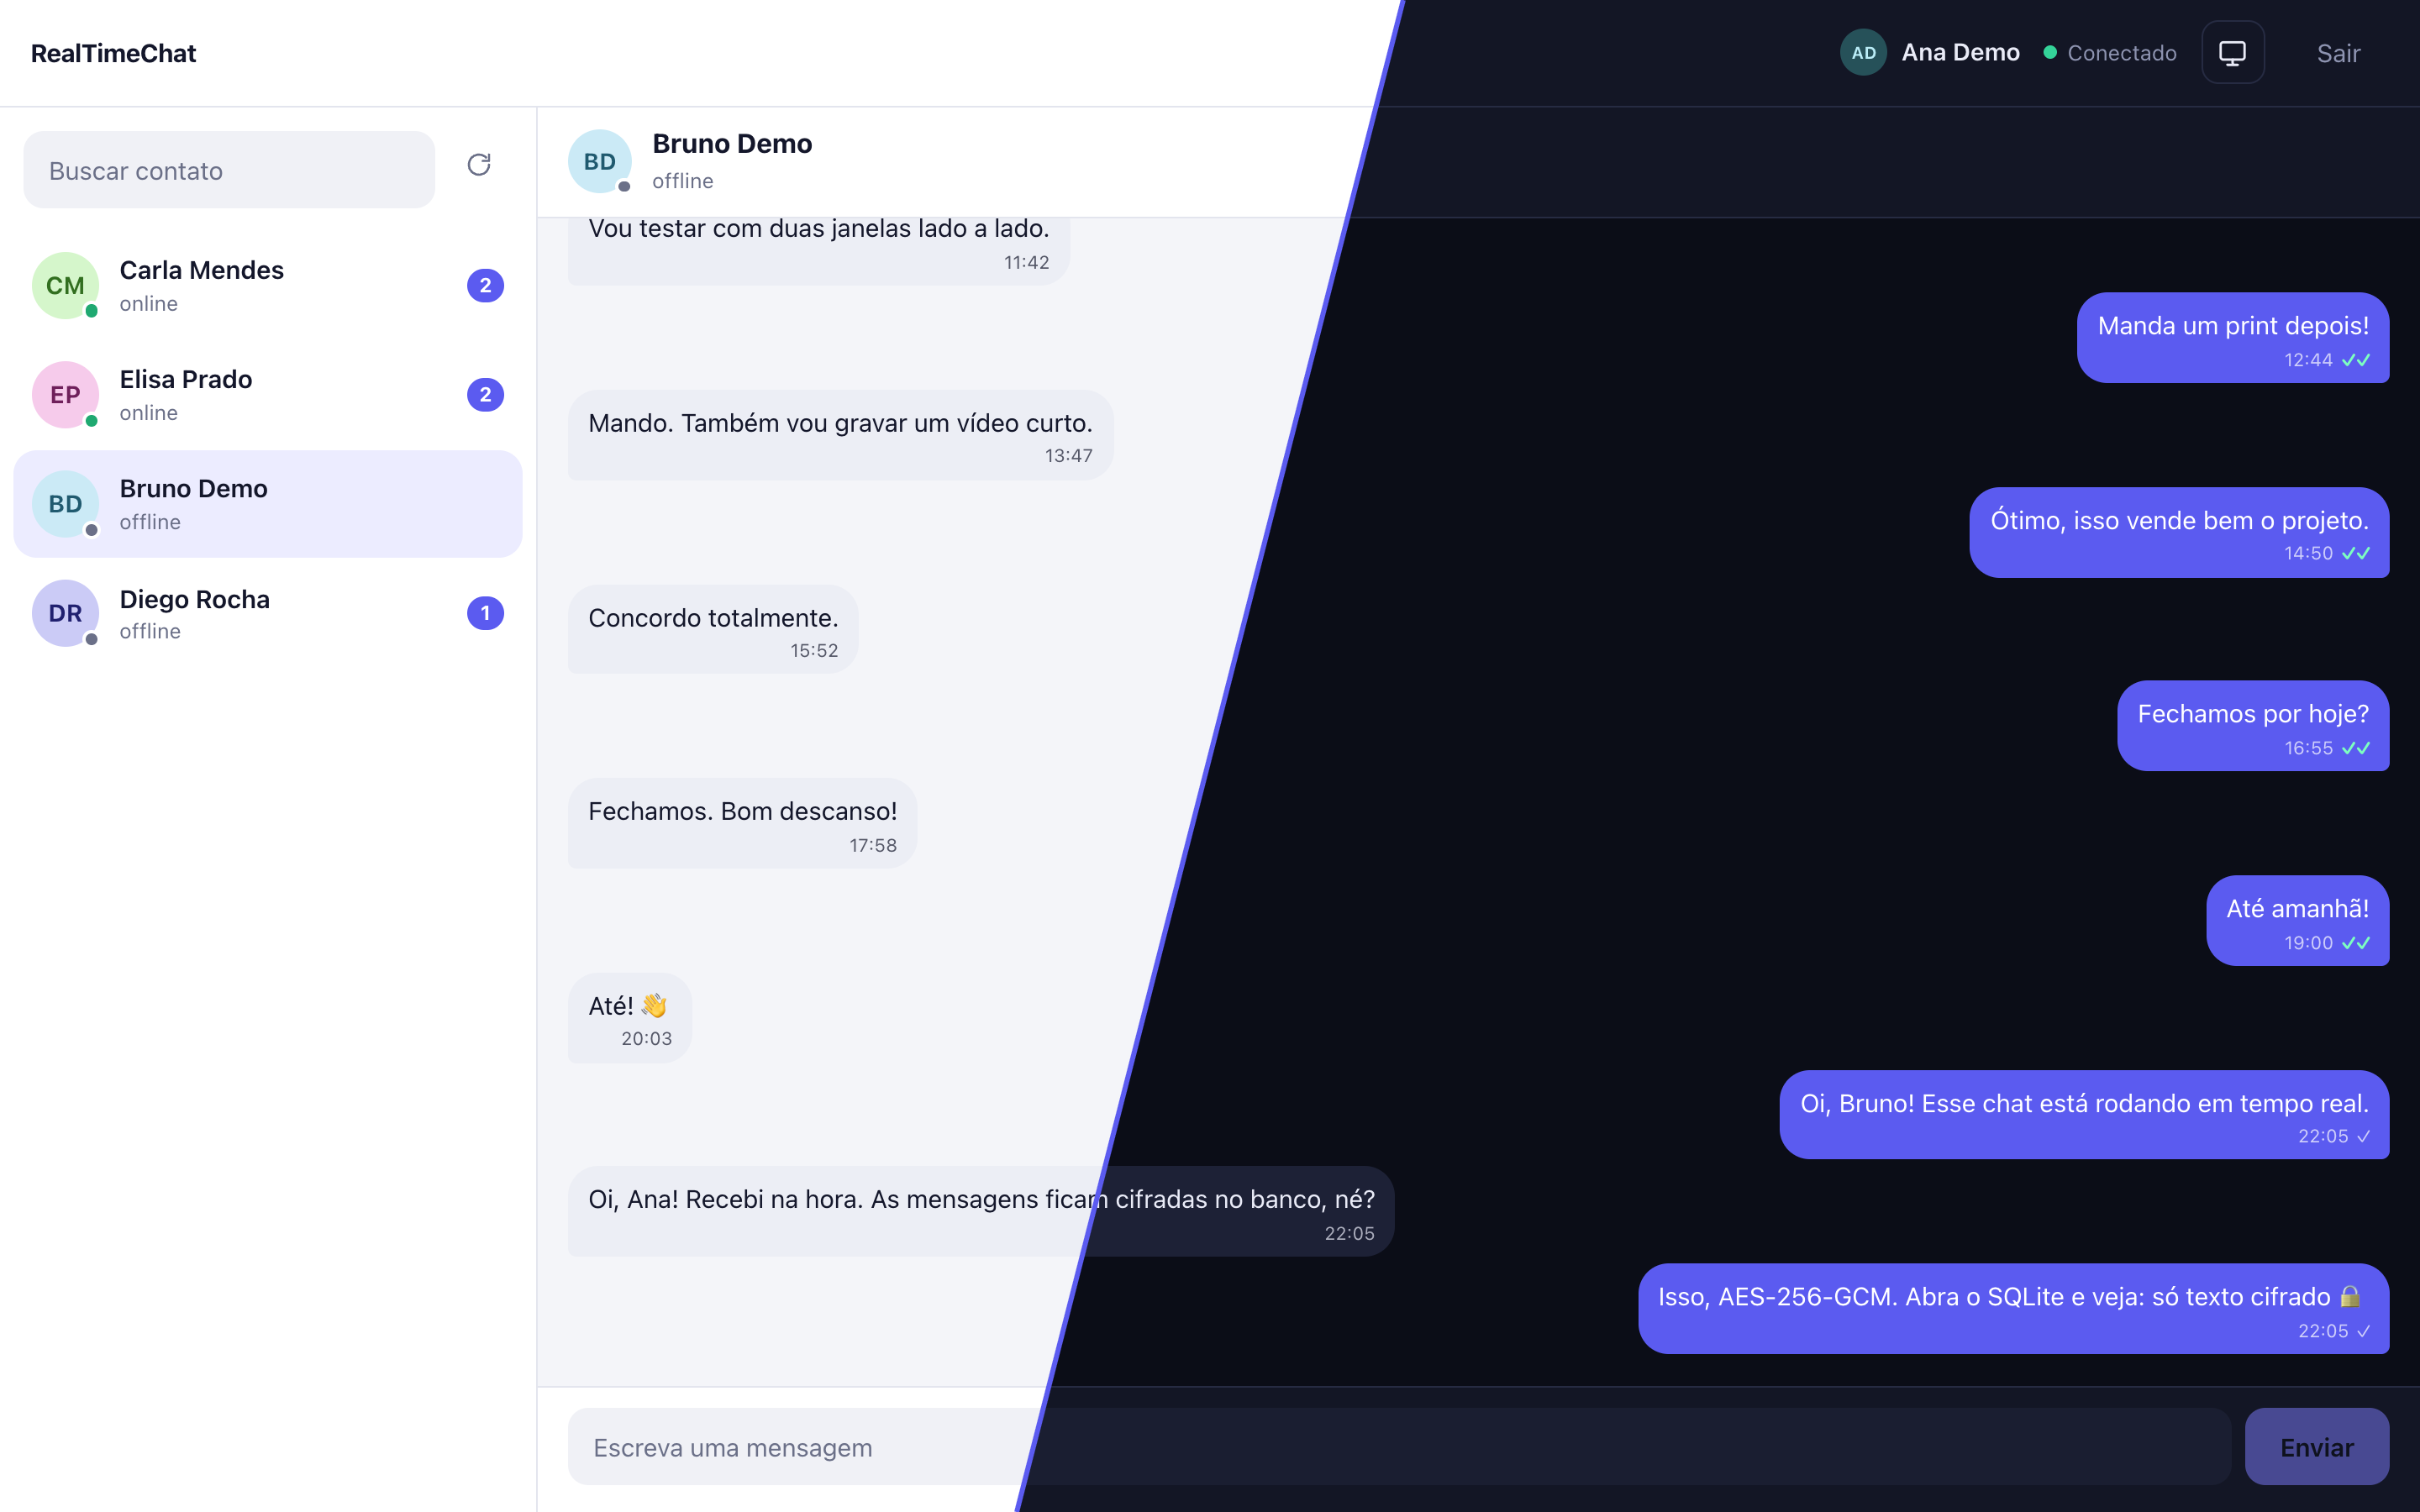 RealTimeChat
AD Ana Demo Conectado Sair
Buscar contato
CM Carla Mendes 2
online
EP Elisa Prado 2
online
BD Bruno Demo
offline
DR Diego Rocha 1
offline
BD Bruno Demo
offline
Vou testar com duas janelas lado a lado.
11:42
Manda um print depois!
12:44 ✓✓
Mando. Também vou gravar um vídeo curto.
13:47
Ótimo, isso vende bem o projeto.
14:50 ✓✓
Concordo totalmente.
15:52
Fechamos por hoje?
16:55 ✓✓
Fechamos. Bom descanso!
17:58
Até amanhã!
19:00 ✓✓
Até! 👋
20:03
Oi, Bruno! Esse chat está rodando em tempo real.
22:05 ✓
Oi, Ana! Recebi na hora. As mensagens ficam cifradas no banco, né?
22:05
Isso, AES-256-GCM. Abra o SQLite e veja: só texto cifrado 🔒
22:05 ✓
Escreva uma mensagem
Enviar